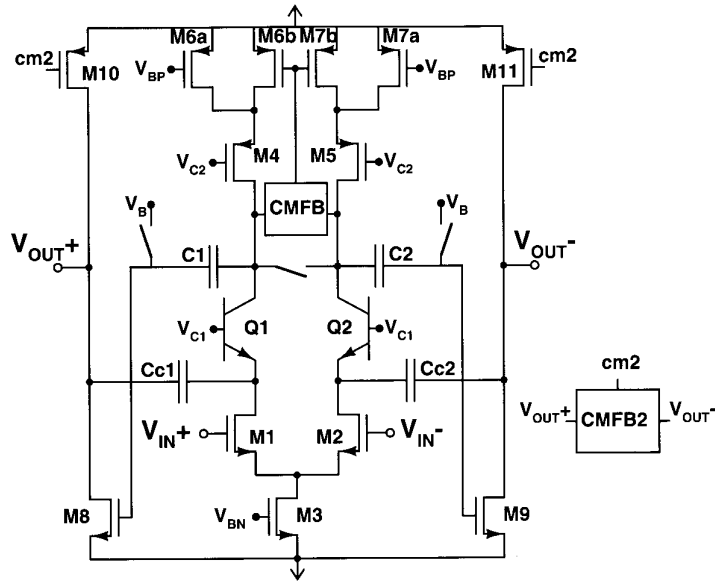 M6a M6b M7b M7a
cm2 M10 V_BP V_BP M11 cm2
V_C2 M4 M5 V_C2
CMFB
V_B V_B
V_OUT+ C1 C2 V_OUT-
V_C1 Q1 Q2 V_C1
Cc1 Cc2
cm2
V_OUT+ CMFB2 V_OUT-
V_IN+ M1 M2 V_IN-
M8 V_BN M3 M9